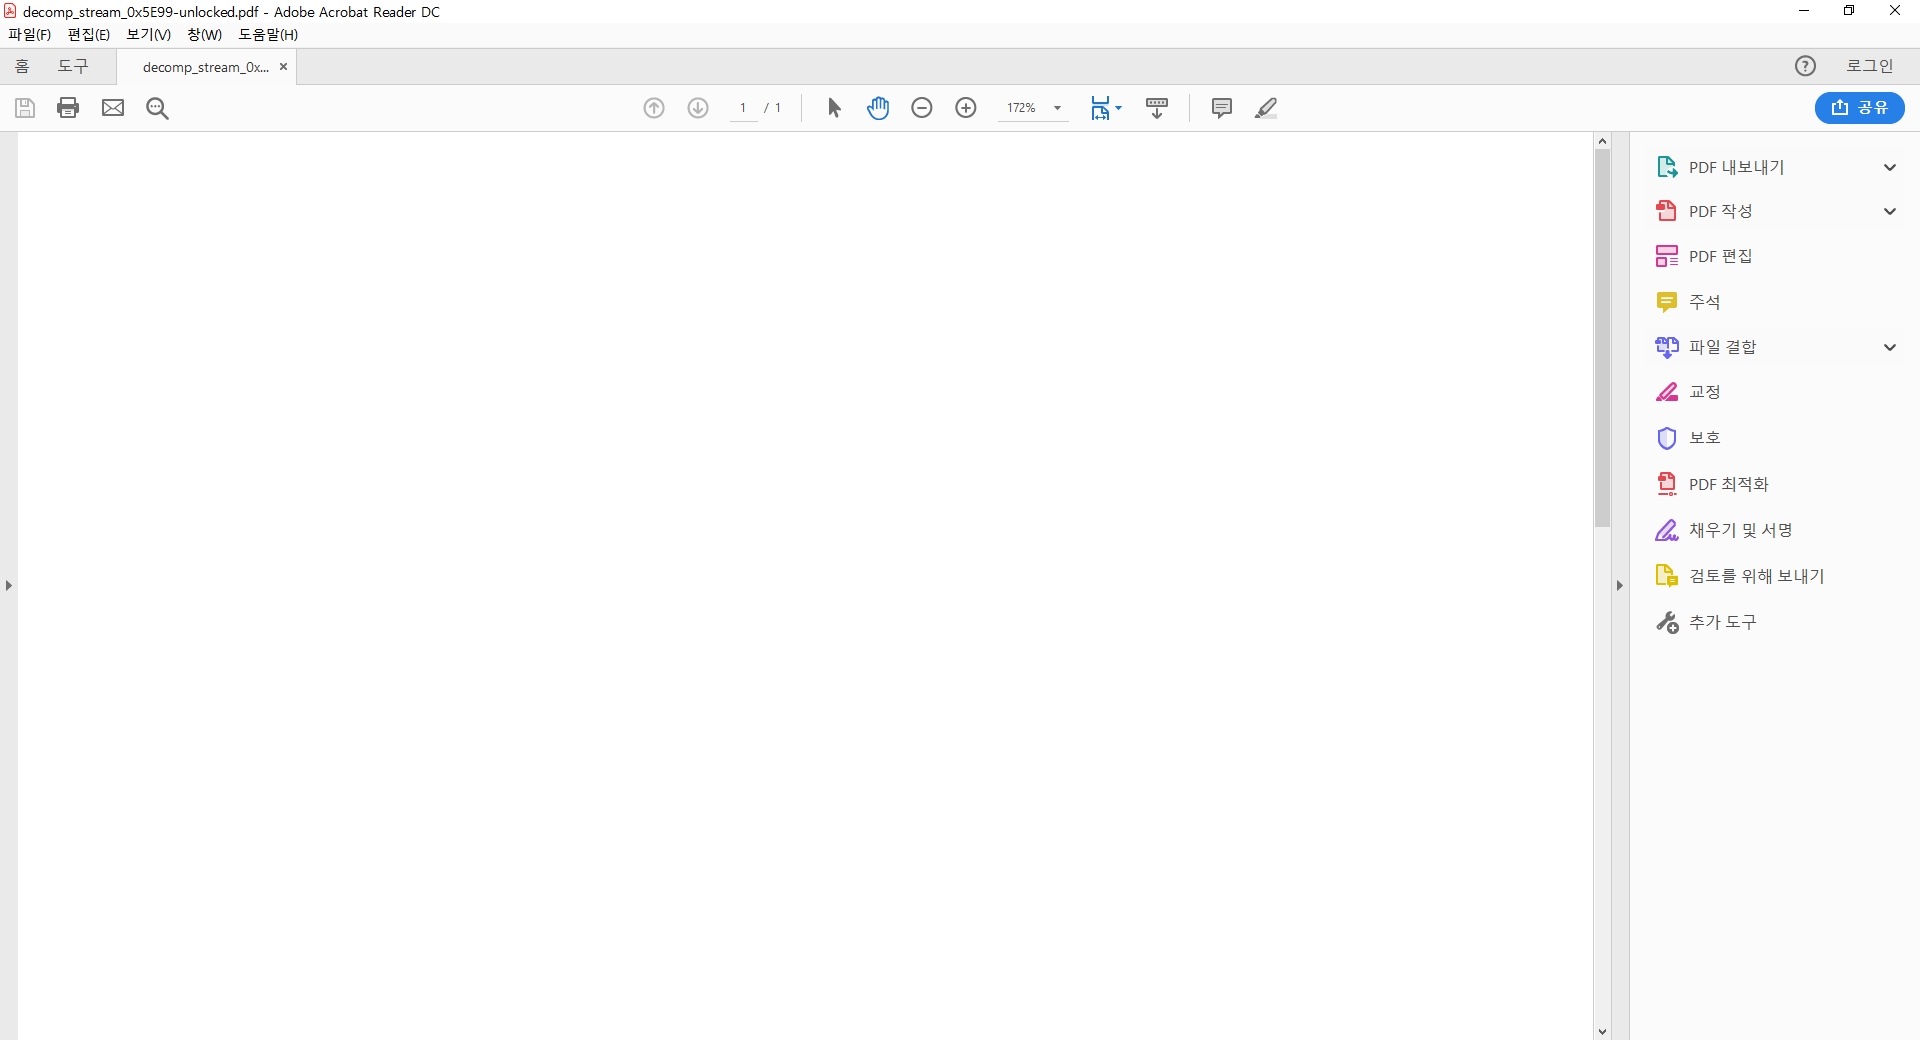 decomp_stream_0x5E99-unlocked.pdf - Adobe Acrobat Reader DC
파일(F) 편집(E) 보기(V) 창(W) 도움말(H)
홈 도구 decomp_stream_0x... × ? 로그인
1 / 1 172% 공유
PDF 내보내기
PDF 작성
PDF 편집
주석
파일 결합
교정
보호
PDF 최적화
채우기 및 서명
검토를 위해 보내기
추가 도구